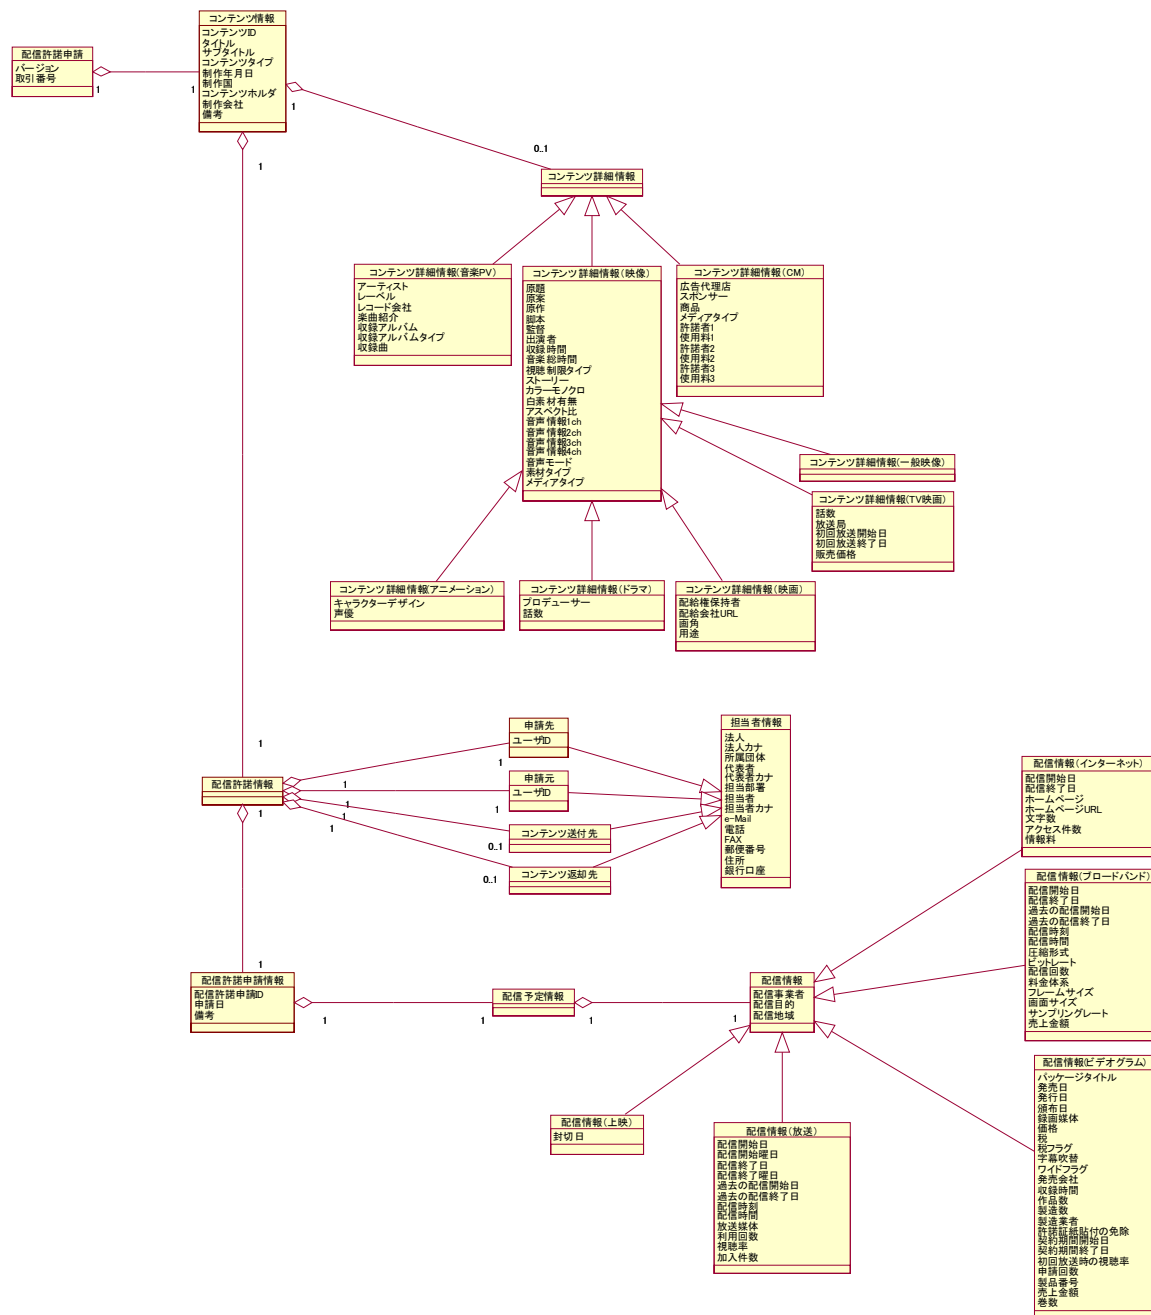 コンテンツ情報
コンテンツID
タイトル
サブタイトル
コンテンツタイプ
制作年月日
制作国
コンテンツホルダ
制作会社
備考
配信許諾申請
バージョン
取引番号
1
1
1
1
0..1
コンテンツ詳細情報
コンテンツ詳細情報(音楽PV)
アーティスト
レーベル
レコード会社
楽曲紹介
収録アルバム
収録アルバムタイプ
収録曲
コンテンツ詳細情報(映像)
原題
原案
原作
脚本
監督
出演者
収録時間
音楽総時間
視聴制限タイプ
ストーリー
カラーモノクロ
白素材有無
アスペクト比
音声情報1ch
音声情報2ch
音声情報3ch
音声情報4ch
音声モード
素材タイプ
メディアタイプ
コンテンツ詳細情報(CM)
広告代理店
スポンサー
商品
メディアタイプ
許諾者1
使用料1
許諾者2
使用料2
許諾者3
使用料3
コンテンツ詳細情報(一般映像)
コンテンツ詳細情報(TV映画)
話数
放送局
初回放送開始日
初回放送終了日
販売価格
コンテンツ詳細情報(アニメーション)
キャラクターデザイン
声優
コンテンツ詳細情報(ドラマ)
プロデューサー
話数
コンテンツ詳細情報(映画)
配給権保持者
配給会社URL
画角
用途
1
配信許諾情報
1
申請先
ユーザID
1
申請元
ユーザID
1
1
1
1
1
コンテンツ送付先
0..1
コンテンツ返却先
0..1
担当者情報
法人
法人カナ
所属団体
代表者
代表者カナ
担当部署
担当者
担当者カナ
e-Mail
電話
FAX
郵便番号
住所
銀行口座
1
配信許諾申請情報
配信許諾申請ID
申請日
備考
1
1
配信予定情報
1
1
配信情報
配信事業者
配信目的
配信地域
配信情報(インターネット)
配信開始日
配信終了日
ホームページ
ホームページURL
文字数
アクセス件数
情報料
配信情報(ブロードバンド)
配信開始日
配信終了日
過去の配信開始日
過去の配信終了日
配信時刻
配信時間
圧縮形式
ビットレート
配信回数
料金体系
フレームサイズ
画面サイズ
サンプリングレート
売上金額
配信情報(ビデオグラム)
パッケージタイトル
発売日
発行日
頒布日
録画媒体
価格
税
税フラグ
字幕吹替
ワイドフラグ
発売会社
収録時間
作品数
製造数
製造業者
許諾証紙貼付の免除
契約期間開始日
契約期間終了日
初回放送時の視聴率
申請回数
製品番号
売上金額
巻数
配信情報(上映)
封切日
配信情報(放送)
配信開始日
配信開始曜日
配信終了日
配信終了曜日
過去の配信開始日
過去の配信終了日
配信時刻
配信時間
放送媒体
利用回数
視聴率
加入件数